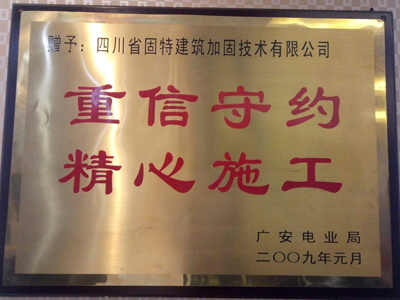 赠予：四川省固特建筑加固技术有限公司
重信守约
精心施工
广安电业局
二〇〇九年元月